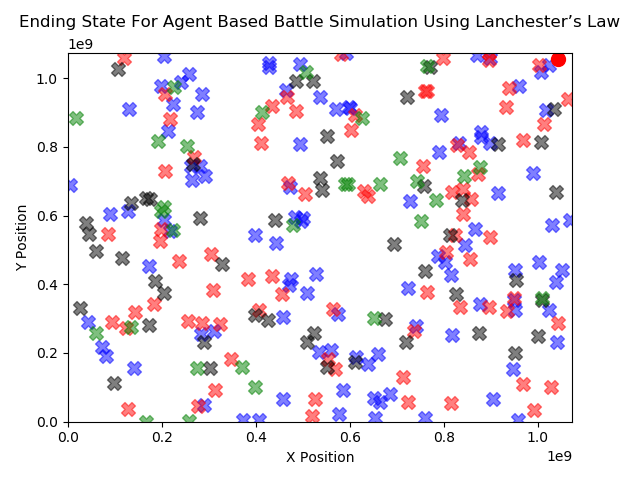 Ending State For Agent Based Battle Simulation Using Lanchester’s Law
1e9
1.0
0.8
0.6
0.4
0.2
0.0
Y Position
0.0 0.2 0.4 0.6 0.8 1.0
1e9
X Position